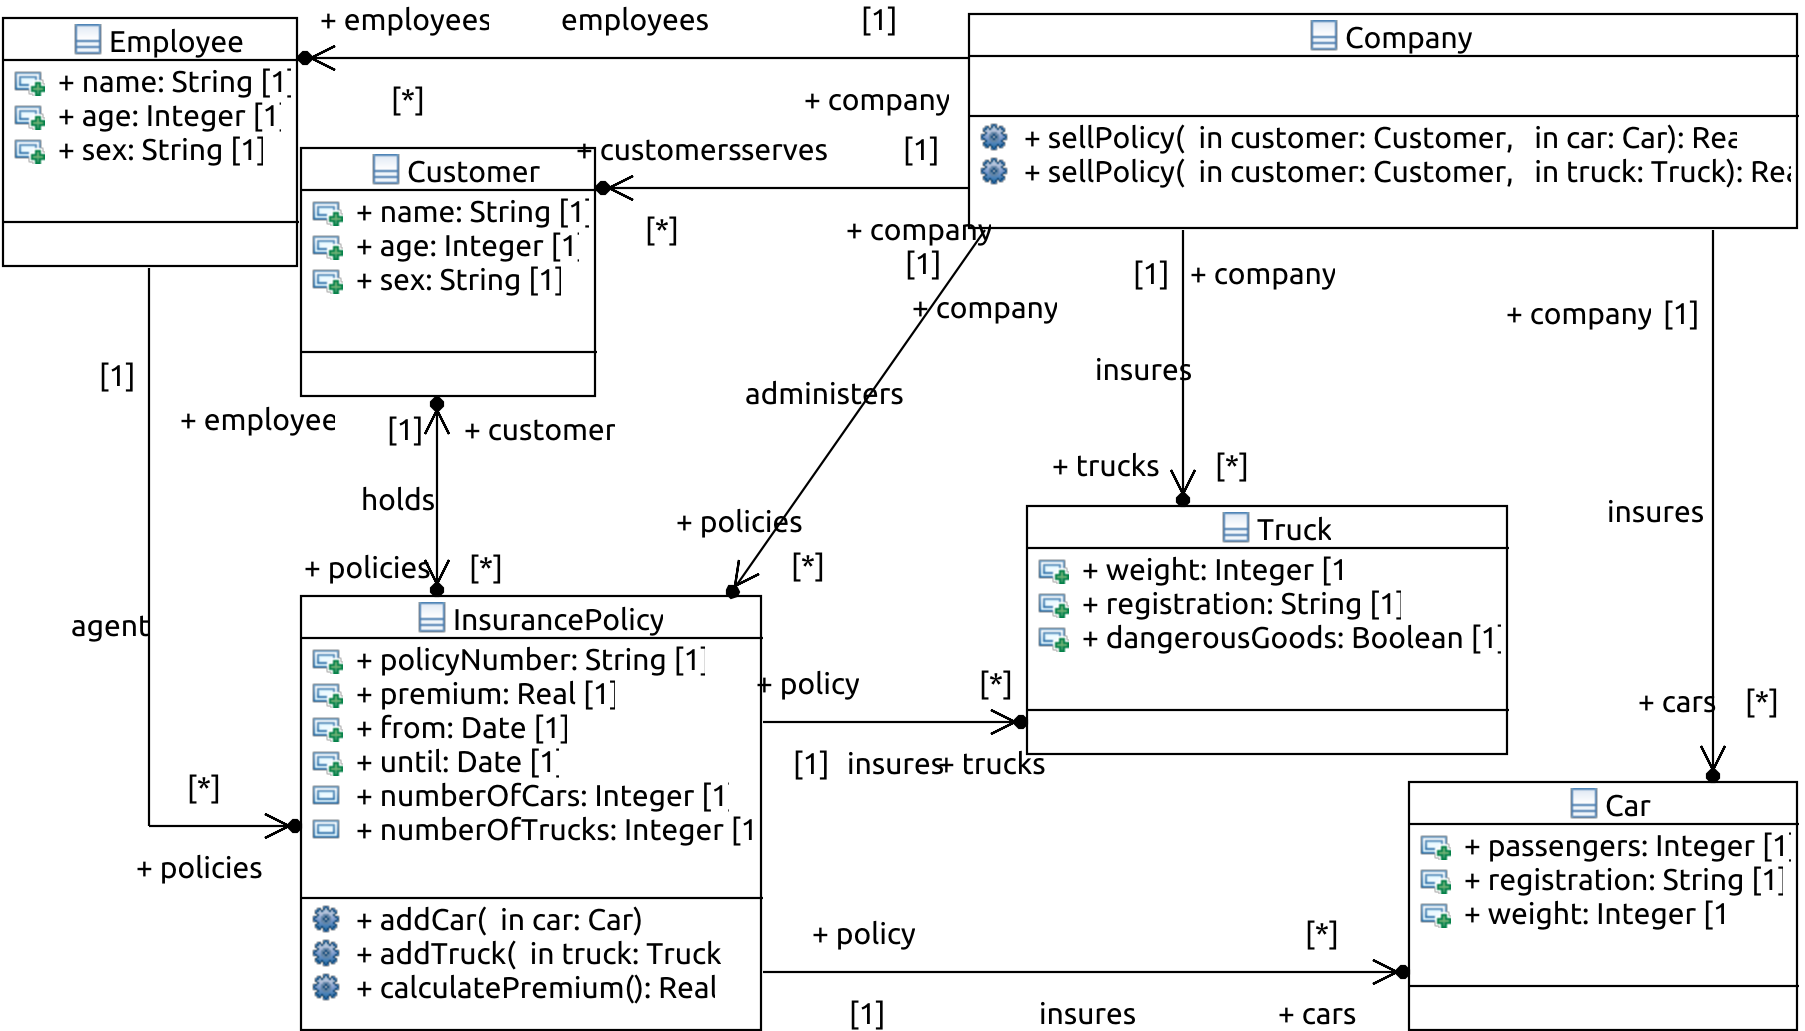 Employee
+ name: String [1]
+ age: Integer [1]
+ sex: String [1]
+ employees
employees
[1]
[*]
Company
+ sellPolicy( in customer: Customer, in car: Car): Rea
+ sellPolicy( in customer: Customer, in truck: Truck): Rea
+ company
+ customersserves
[1]
[*]
Customer
+ name: String [1]
+ age: Integer [1]
+ sex: String [1]
+ company
[1]
+ company
administers
+ policies
[*]
[1]
+ company
insures
+ trucks
[*]
+ company
[1]
insures
+ cars
[*]
[1]
+ employee
agent
[*]
+ policies
[1]
+ customer
holds
+ policies
[*]
Truck
+ weight: Integer [1
+ registration: String [1]
+ dangerousGoods: Boolean [1]
InsurancePolicy
+ policyNumber: String [1]
+ premium: Real [1]
+ from: Date [1]
+ until: Date [1]
+ numberOfCars: Integer [1]
+ numberOfTrucks: Integer [1
+ addCar( in car: Car)
+ addTruck( in truck: Truck
+ calculatePremium(): Real
+ policy
[*]
[1]
insures
+ trucks
Car
+ passengers: Integer [1]
+ registration: String [1]
+ weight: Integer [1
+ policy
[*]
[1]
insures
+ cars